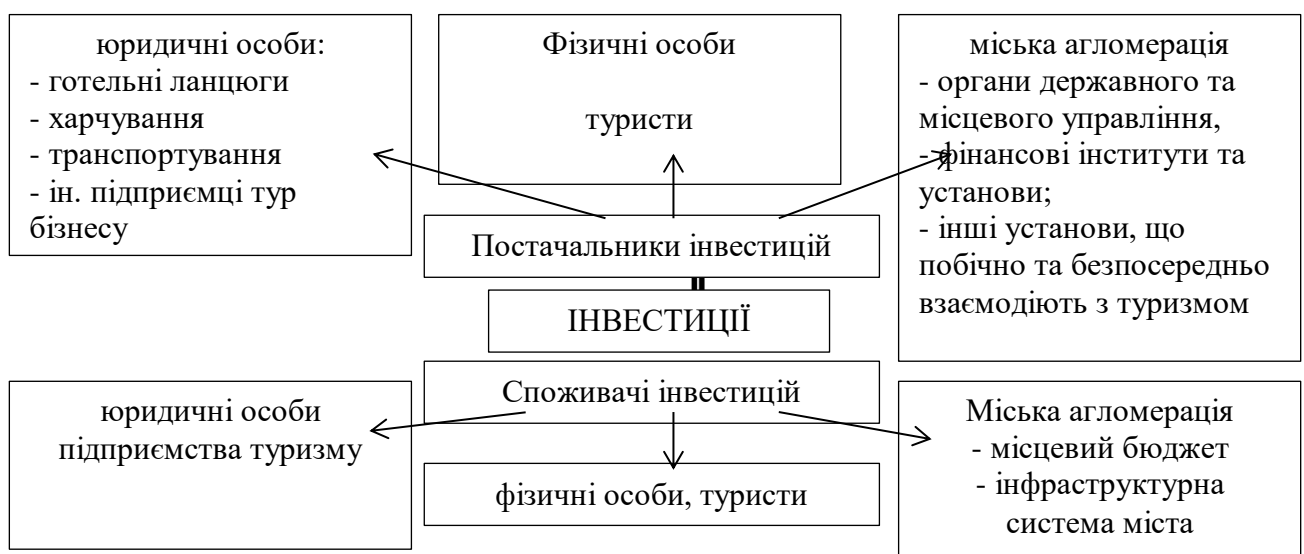 юридичні особи:
- готельні ланцюги
- харчування
- транспортування
- ін. підприємці тур
бізнесу
Фізичні особи
туристи
міська агломерація
- органи державного та
місцевого управління,
- фінансові інститути та
установи;
- інші установи, що
побічно та безпосередньо
взаємодіють з туризмом
Постачальники інвестицій
ІНВЕСТИЦІЇ
Споживачі інвестицій
юридичні особи
підприємства туризму
фізичні особи, туристи
Міська агломерація
- місцевий бюджет
- інфраструктурна
система міста